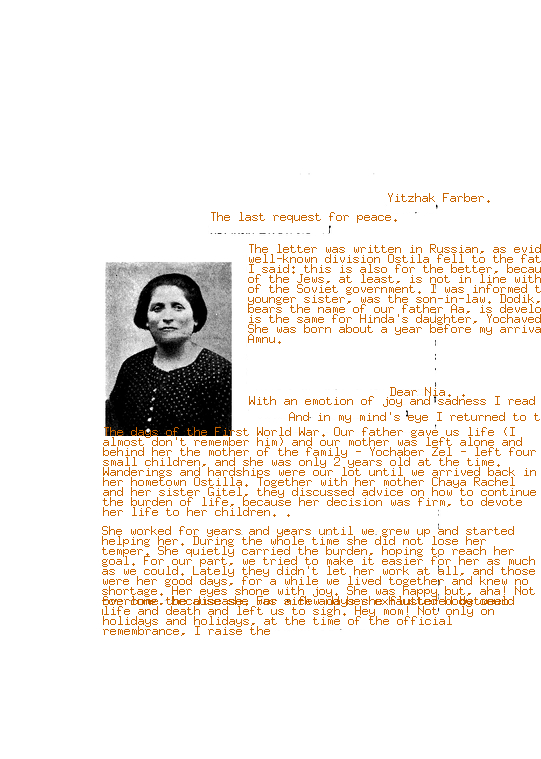 Yitzhak Farber.
The last request for peace.
The letter was written in Russian, as evid
well-known division Ostila fell to the fat
I said: this is also for the better, becau
of the Jews, at least, is not in line with
of the Soviet government. I was informed t
younger sister, was the son-in-law. Dodik,
bears the name of our father Aa, is develo
is the same for Hinda's daughter, Yochaved
She was born about a year before my arriva
Amnu.
Dear Nia.
With an emotion of joy and sadness I read
And in my mind's eye I returned to t
The days of the First World War. Our father gave us life (I
almost don't remember him) and our mother was left alone and
behind her the mother of the family - Yochaber Zel - left four
small children, and she was only 2 years old at the time.
Wanderings and hardships were our lot until we arrived back in
her hometown Ostilla. Together with her mother Chaya Rachel
and her sister Gitel, they discussed advice on how to continue
the burden of life, because her decision was firm, to devote
her life to her children. .
She worked for years and years until we grew up and started
helping her. During the whole time she did not lose her
temper. She quietly carried the burden, hoping to reach her
goal. For our part, we tried to make it easier for her as much
as we could. Lately they didn't let her work at all, and those
were her good days, for a while we lived together and knew no
shortage. Her eyes shone with joy. She was happy but, aha! Not
life and death and left us to sigh. Hey mom! Not only on
holidays and holidays, at the time of the official
remembrance, I raise the